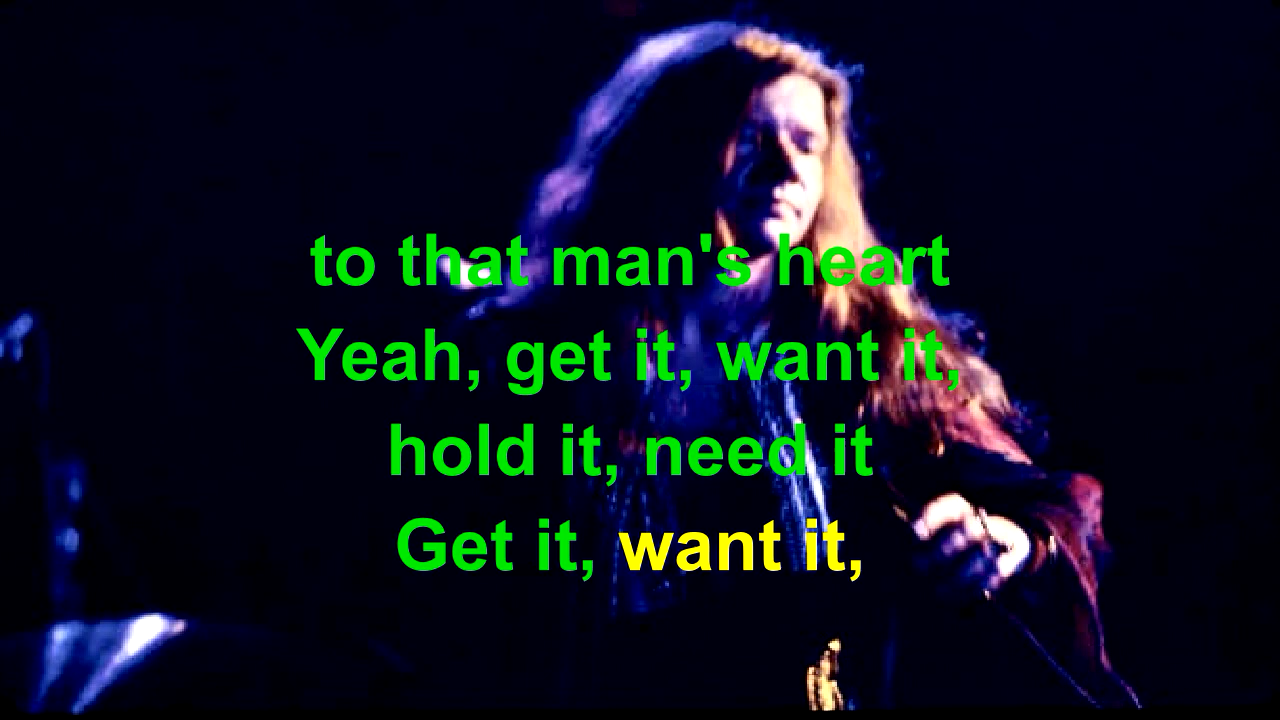 to that man's heart
Yeah, get it, want it,
hold it, need it
Get it, want it,